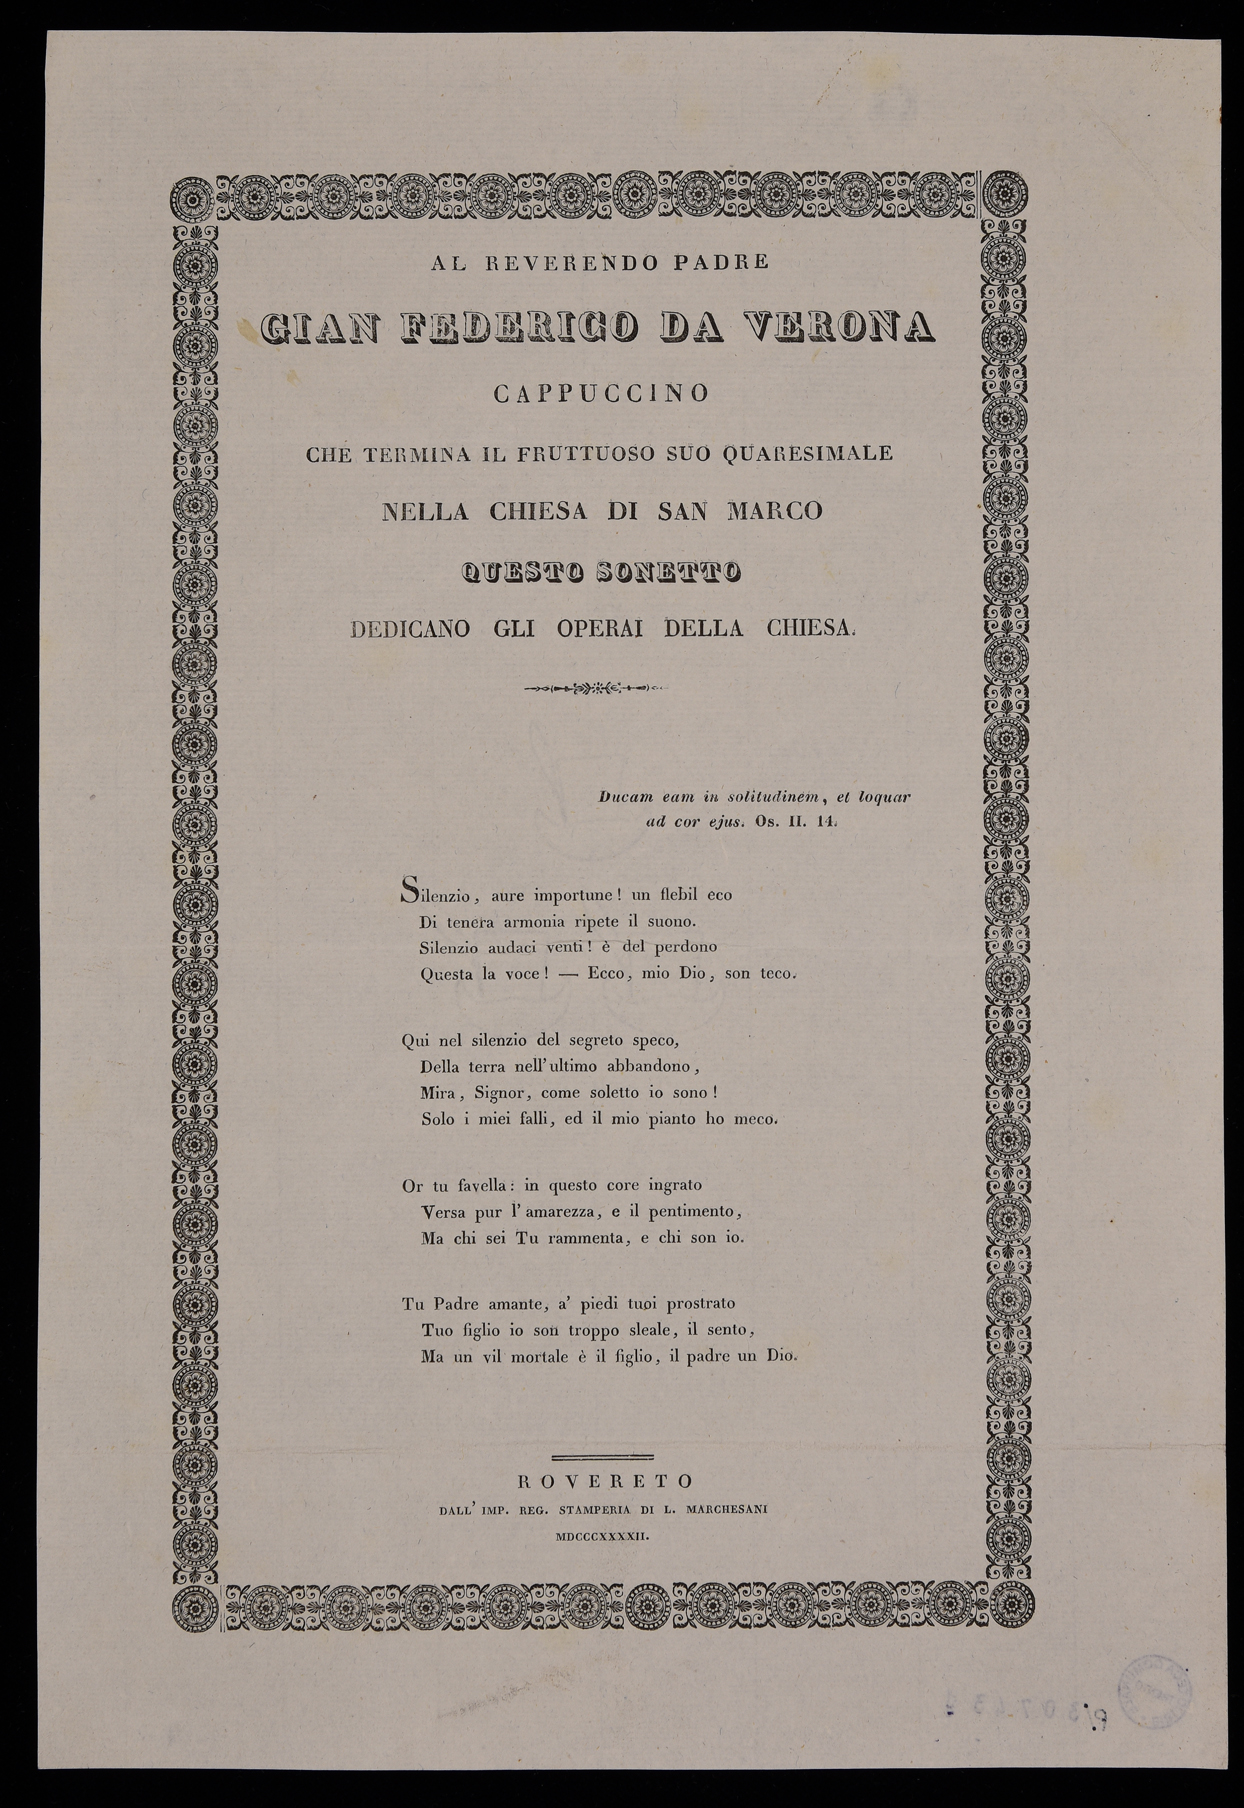 AL REVERENDO PADRE
GIAN FEDERICO DA VERONA
CAPPUCCINO
CHE TERMINA IL FRUTTUOSO SUO QUARESIMALE
NELLA CHIESA DI SAN MARCO
QUESTO SONETTO
DEDICANO GLI OPERAI DELLA CHIESA.
Ducam eam in solitudinem, et loquar
ad cor ejus. Os. II. 14.
Silenzio, aure importune! un flebil eco
Di tenera armonia ripete il suono.
Silenzio audaci venti! è del perdono
Questa la voce! — Ecco, mio Dio, son teco.
Qui nel silenzio del segreto speco,
Della terra nell'ultimo abbandono,
Mira, Signor, come soletto io sono!
Solo i miei falli, ed il mio pianto ho meco.
Or tu favella: in questo core ingrato
Versa pur l'amarezza, e il pentimento,
Ma chi sei Tu rammenta, e chi son io.
Tu Padre amante, a' piedi tuoi prostrato
Tuo figlio io son troppo sleale, il sento,
Ma un vil mortale è il figlio, il padre un Dio.
ROVERETO
DALL' IMP. REG. STAMPERIA DI L. MARCHESANI
MDCCCXXXXII.